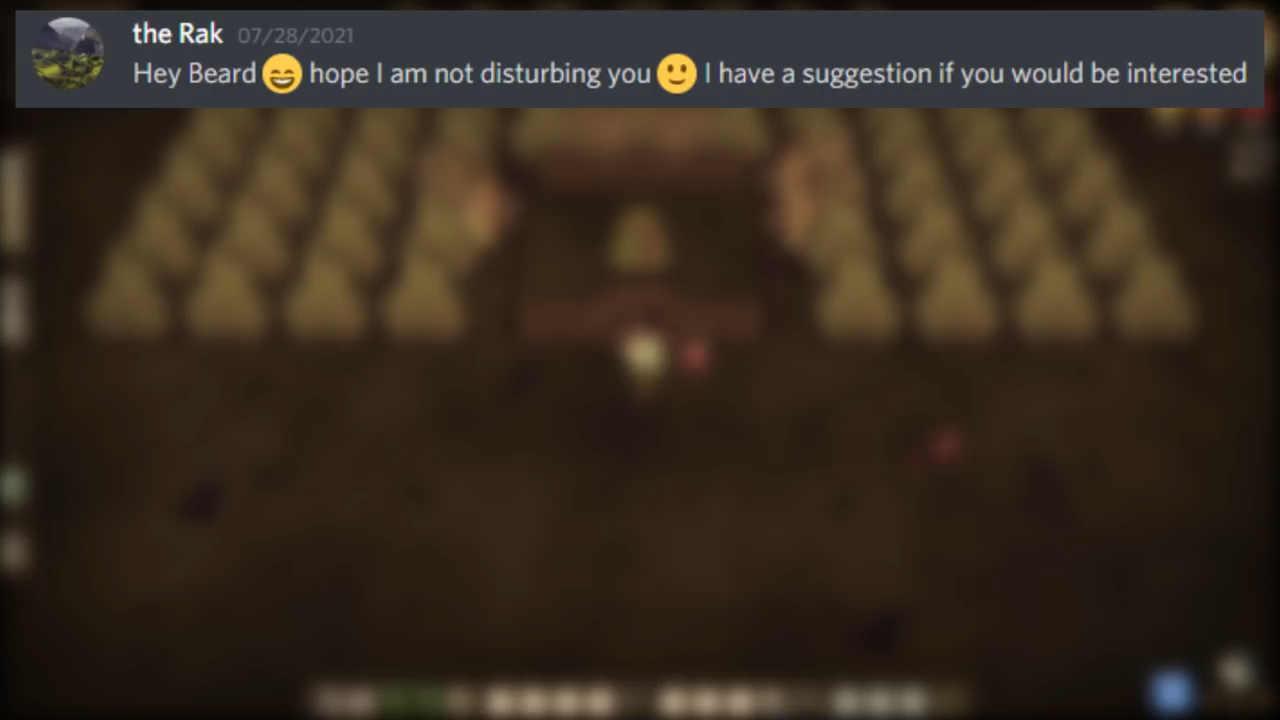 the Rak 07/28/2021
Hey Beard 😄 hope I am not disturbing you 🙂 I have a suggestion if you would be interested